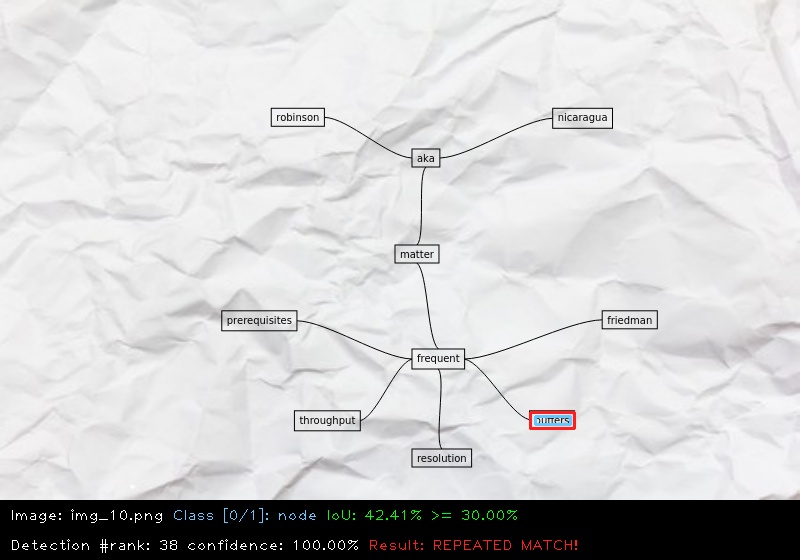 robinson
nicaragua
aka
matter
prerequisites
friedman
frequent
throughput
resolution
Image: img_10.png Class [0/1]: node IoU: 42.41% >= 30.00%
Detection #rank: 38 confidence: 100.00% Result: REPEATED MATCH!